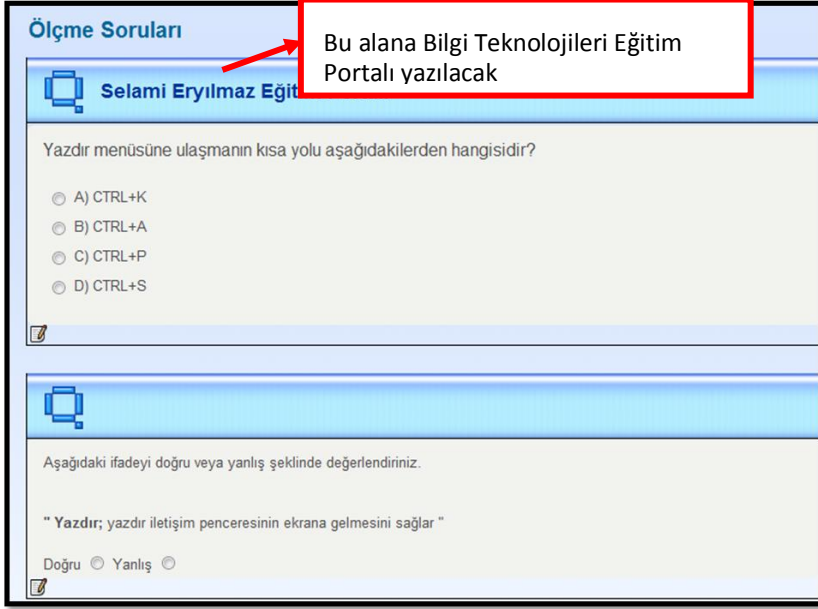 Ölçme Soruları
Bu alana Bilgi Teknolojileri Eğitim
Portalı yazılacak
Selami Eryılmaz Eğit
Yazdır menüsüne ulaşmanın kısa yolu aşağıdakilerden hangisidir?
A) CTRL+K
B) CTRL+A
C) CTRL+P
D) CTRL+S
Aşağıdaki ifadeyi doğru veya yanlış şeklinde değerlendiriniz.
" Yazdır; yazdır iletişim penceresinin ekrana gelmesini sağlar "
Doğru Yanlış